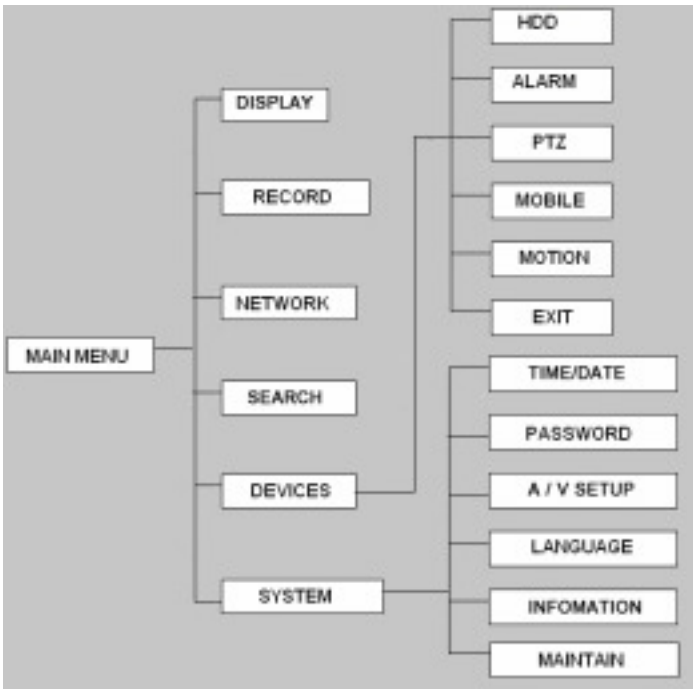 MAIN MENU
DISPLAY
RECORD
NETWORK
SEARCH
DEVICES
SYSTEM
HDD
ALARM
PTZ
MOBILE
MOTION
EXIT
TIME/DATE
PASSWORD
A / V SETUP
LANGUAGE
INFOMATION
MAINTAIN